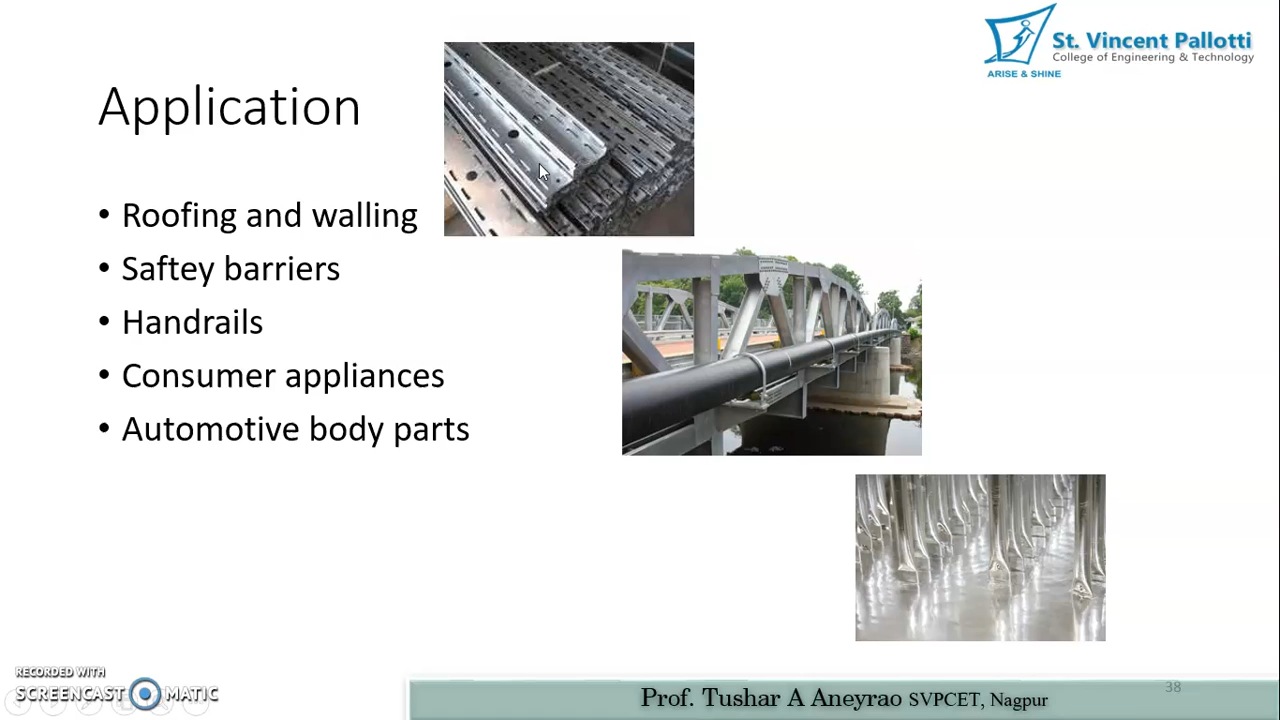 St. Vincent Pallotti
College of Engineering & Technology
ARISE & SHINE
Application
• Roofing and walling
• Saftey barriers
• Handrails
• Consumer appliances
• Automotive body parts
RECORDED WITH
SCREENCAST MATIC
Prof. Tushar A Aneyrao SVPCET, Nagpur
38